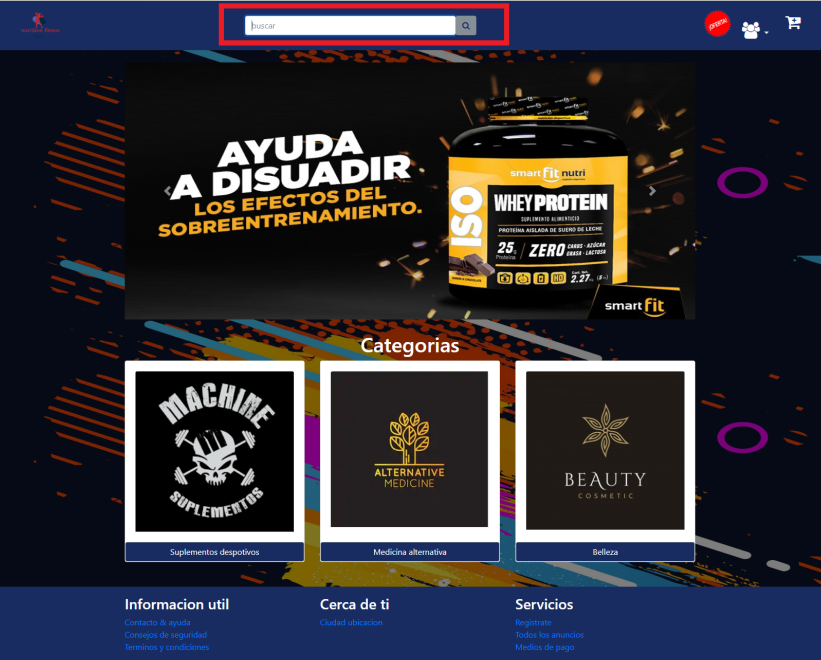 machine fitness
buscar
¡OFERTA!
AYUDA
A DISUADIR
LOS EFECTOS DEL
SOBREENTRENAMIENTO.
smart fit nutri
ISO
WHEY PROTEIN
SUPLEMENTO ALIMENTICIO
PROTEÍNA AISLADA DE SUERO DE LECHE
25g Proteína
ZERO CARBS - AZÚCAR
GRASA - LACTOSA
2.27
smart fit
Categorias
MACHINE
SUPLEMENTOS
ALTERNATIVE
MEDICINE
BEAUTY
COSMETIC
Suplementos despotivos
Medicina alternativa
Belleza
Informacion util
Cerca de ti
Servicios
Contacto & ayuda
Ciudad ubicacion
Registrate
Consejos de seguridad
Todos los anuncios
Terminos y condiciones
Medios de pago